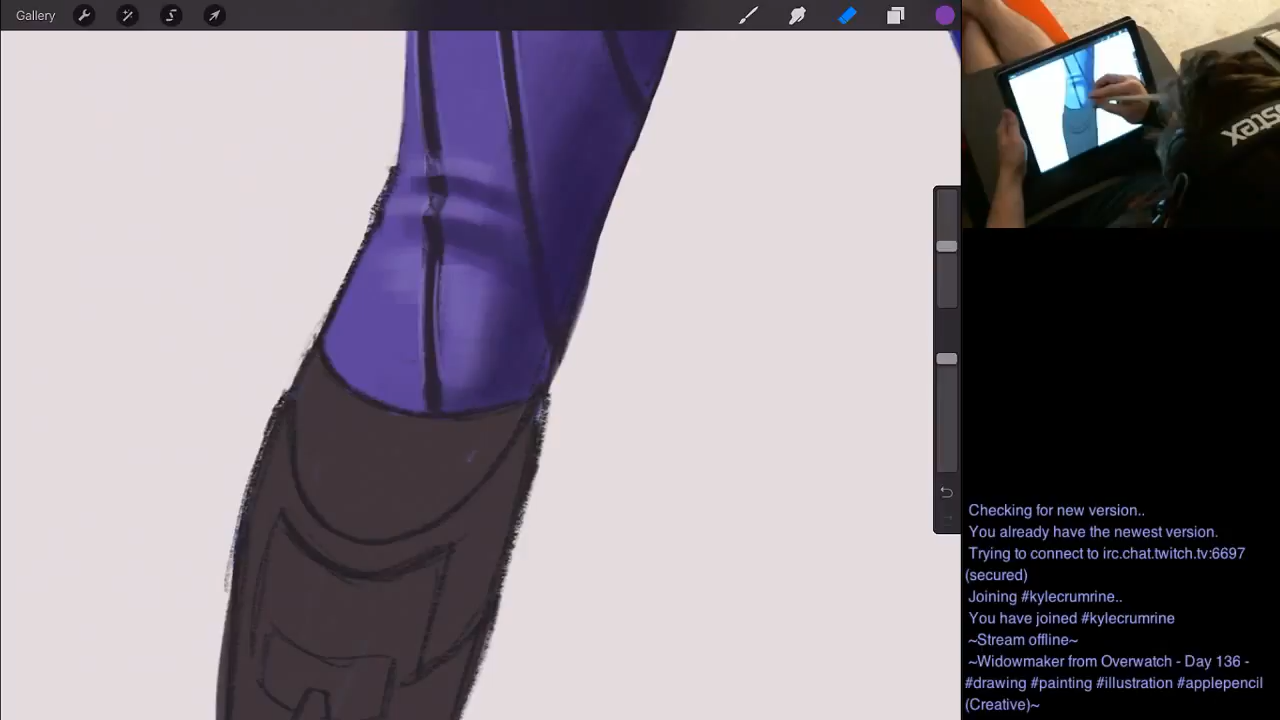 Gallery
ostex
Checking for new version..
You already have the newest version.
Trying to connect to irc.chat.twitch.tv:6697
(secured)
Joining #kylecrumrine..
You have joined #kylecrumrine
~Stream offline~
~Widowmaker from Overwatch - Day 136 -
#drawing #painting #illustration #applepencil
(Creative)~